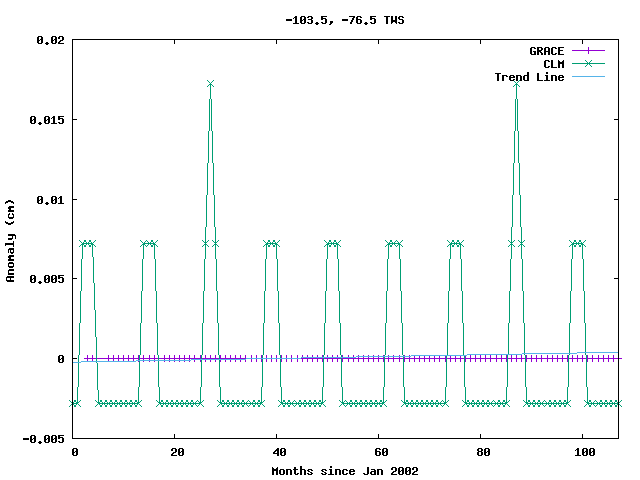 -103.5, -76.5 TWS
GRACE
CLM
Trend Line
0.02
0.015
0.01
0.005
0
-0.005
Anomaly (cm)
0 20 40 60 80 100
Months since Jan 2002